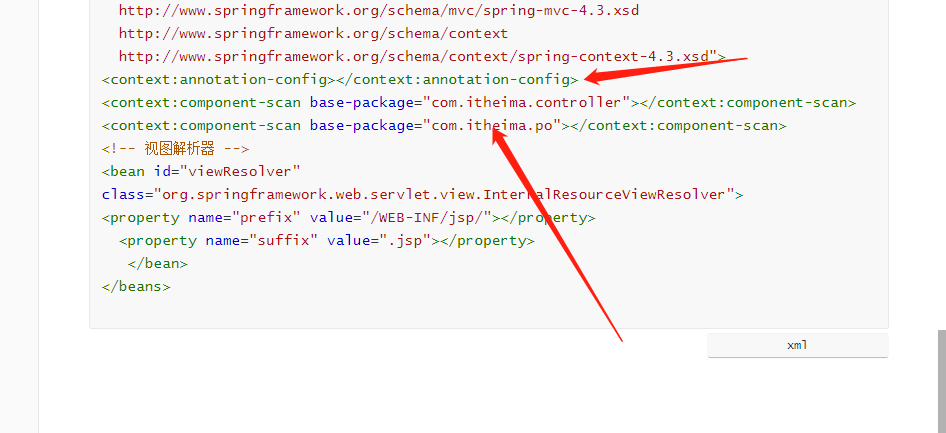 http://www.springframework.org/schema/mvc/spring-mvc-4.3.xsd
http://www.springframework.org/schema/context
http://www.springframework.org/schema/context/spring-context-4.3.xsd">
<context:annotation-config></context:annotation-config>
<context:component-scan base-package="com.itheima.controller"></context:component-scan>
<context:component-scan base-package="com.itheima.po"></context:component-scan>
<!-- 视图解析器 -->
<bean id="viewResolver"
class="org.springframework.web.servlet.view.InternalResourceViewResolver">
<property name="prefix" value="/WEB-INF/jsp/"></property>
<property name="suffix" value=".jsp"></property>
</bean>
</beans>
xml